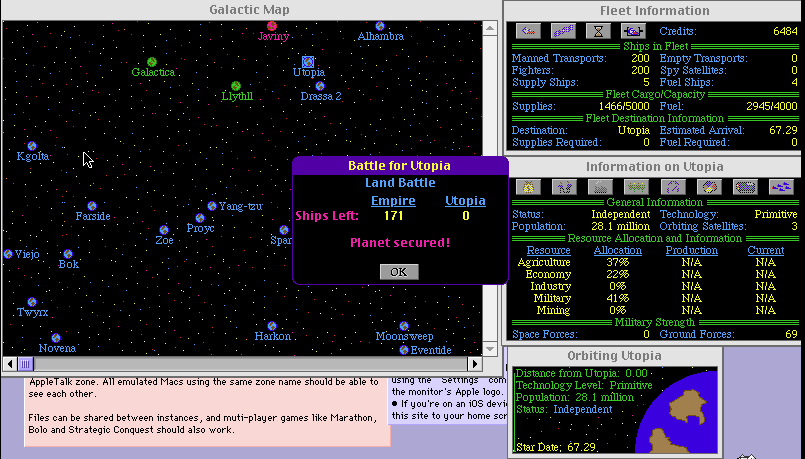 Galactic Map
Javiny
Alhambra
Galactica
Utopia
Llythll
Drassa 2
Kgolta
Farside
Yang-tzu
Proyc
Zoe
Spar
Viejo
Bok
Twyrx
Novena
Harkon
Moonsweep
Eventide
Battle for Utopia
Land Battle
Empire Utopia
Ships Left: 171 0
Planet secured!
OK
Fleet Information
Credits: 6484
Ships in Fleet
Manned Transports: 200 Empty Transports: 0
Fighters: 200 Spy Satellites: 0
Supply Ships: 5 Fuel Ships: 4
Fleet Cargo/Capacity
Supplies: 1466/5000 Fuel: 2945/4000
Fleet Destination Information
Destination: Utopia Estimated Arrival: 67.29
Supplies Required: 0 Fuel Required: 0
Information on Utopia
General Information
Status: Independent Technology: Primitive
Population: 28.1 million Orbiting Satellites: 3
Resource Allocation and Information
Resource Allocation Production Current
Agriculture 37% N/A N/A
Economy 22% N/A N/A
Industry 0% N/A N/A
Military 41% N/A N/A
Mining 0% N/A N/A
Military Strength
Space Forces: 0 Ground Forces: 69
Orbiting Utopia
Distance from Utopia: 0.00
Technology Level: Primitive
Population: 28.1 million
Status: Independent
Star Date: 67.29
AppleTalk zone. All emulated Macs using the same zone name should be able to
see each other.
Files can be shared between instances, and muti-player games like Marathon,
Bolo and Strategic Conquest should also work.
using the "Settings" com
the monitor's Apple logo.
● If you're on an iOS devic
this site to your home scr